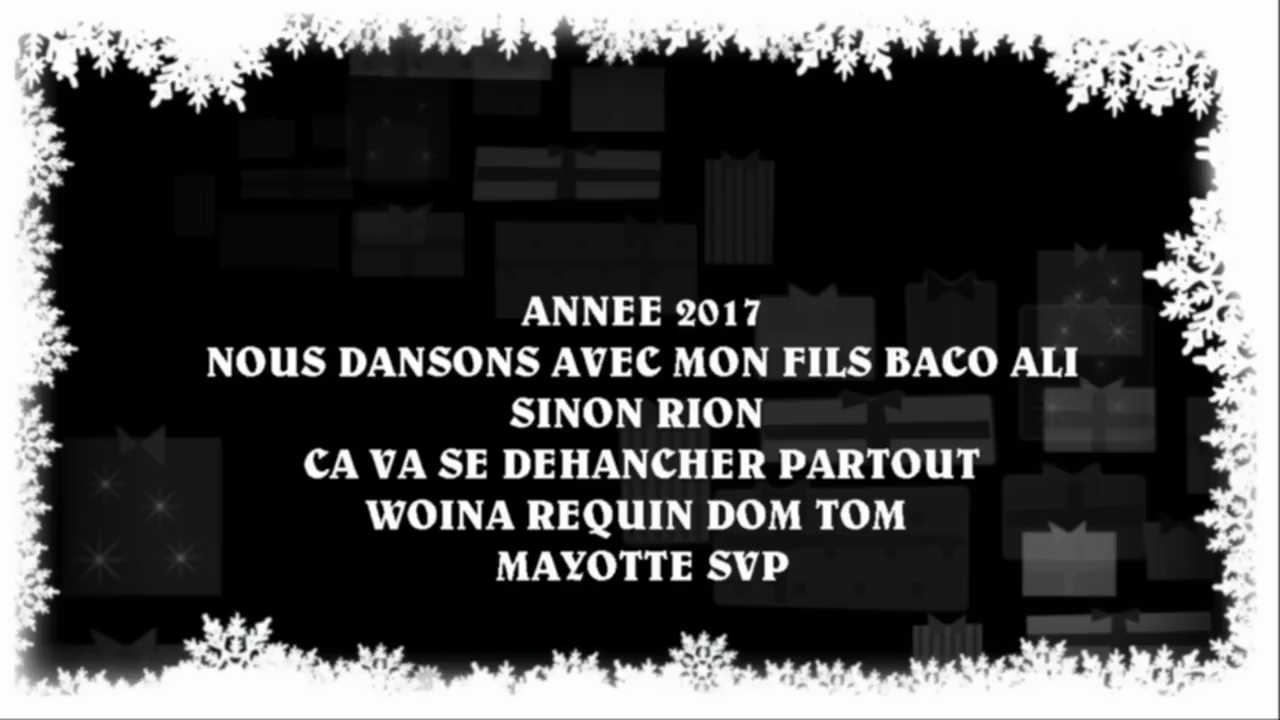 ANNEE 2017
NOUS DANSONS AVEC MON FILS BACO ALI
SINON RION
CA VA SE DEHANCHER PARTOUT
WOINA REQUIN DOM TOM
MAYOTTE SVP